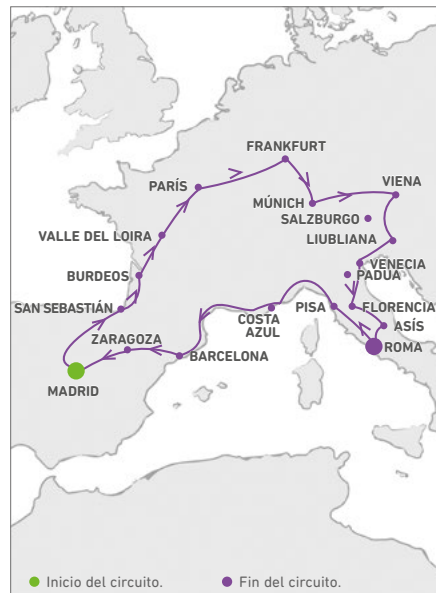 FRANKFURT
PARÍS
VIENA
MÚNICH
SALZBURGO
VALLE DEL LOIRA
LIUBLIANA
VENECIA
BURDEOS
PADUA
SAN SEBASTIÁN
COSTA
AZUL
PISA
FLORENCIA
ASÍS
ZARAGOZA
ROMA
BARCELONA
MADRID
Inicio del circuito.
Fin del circuito.